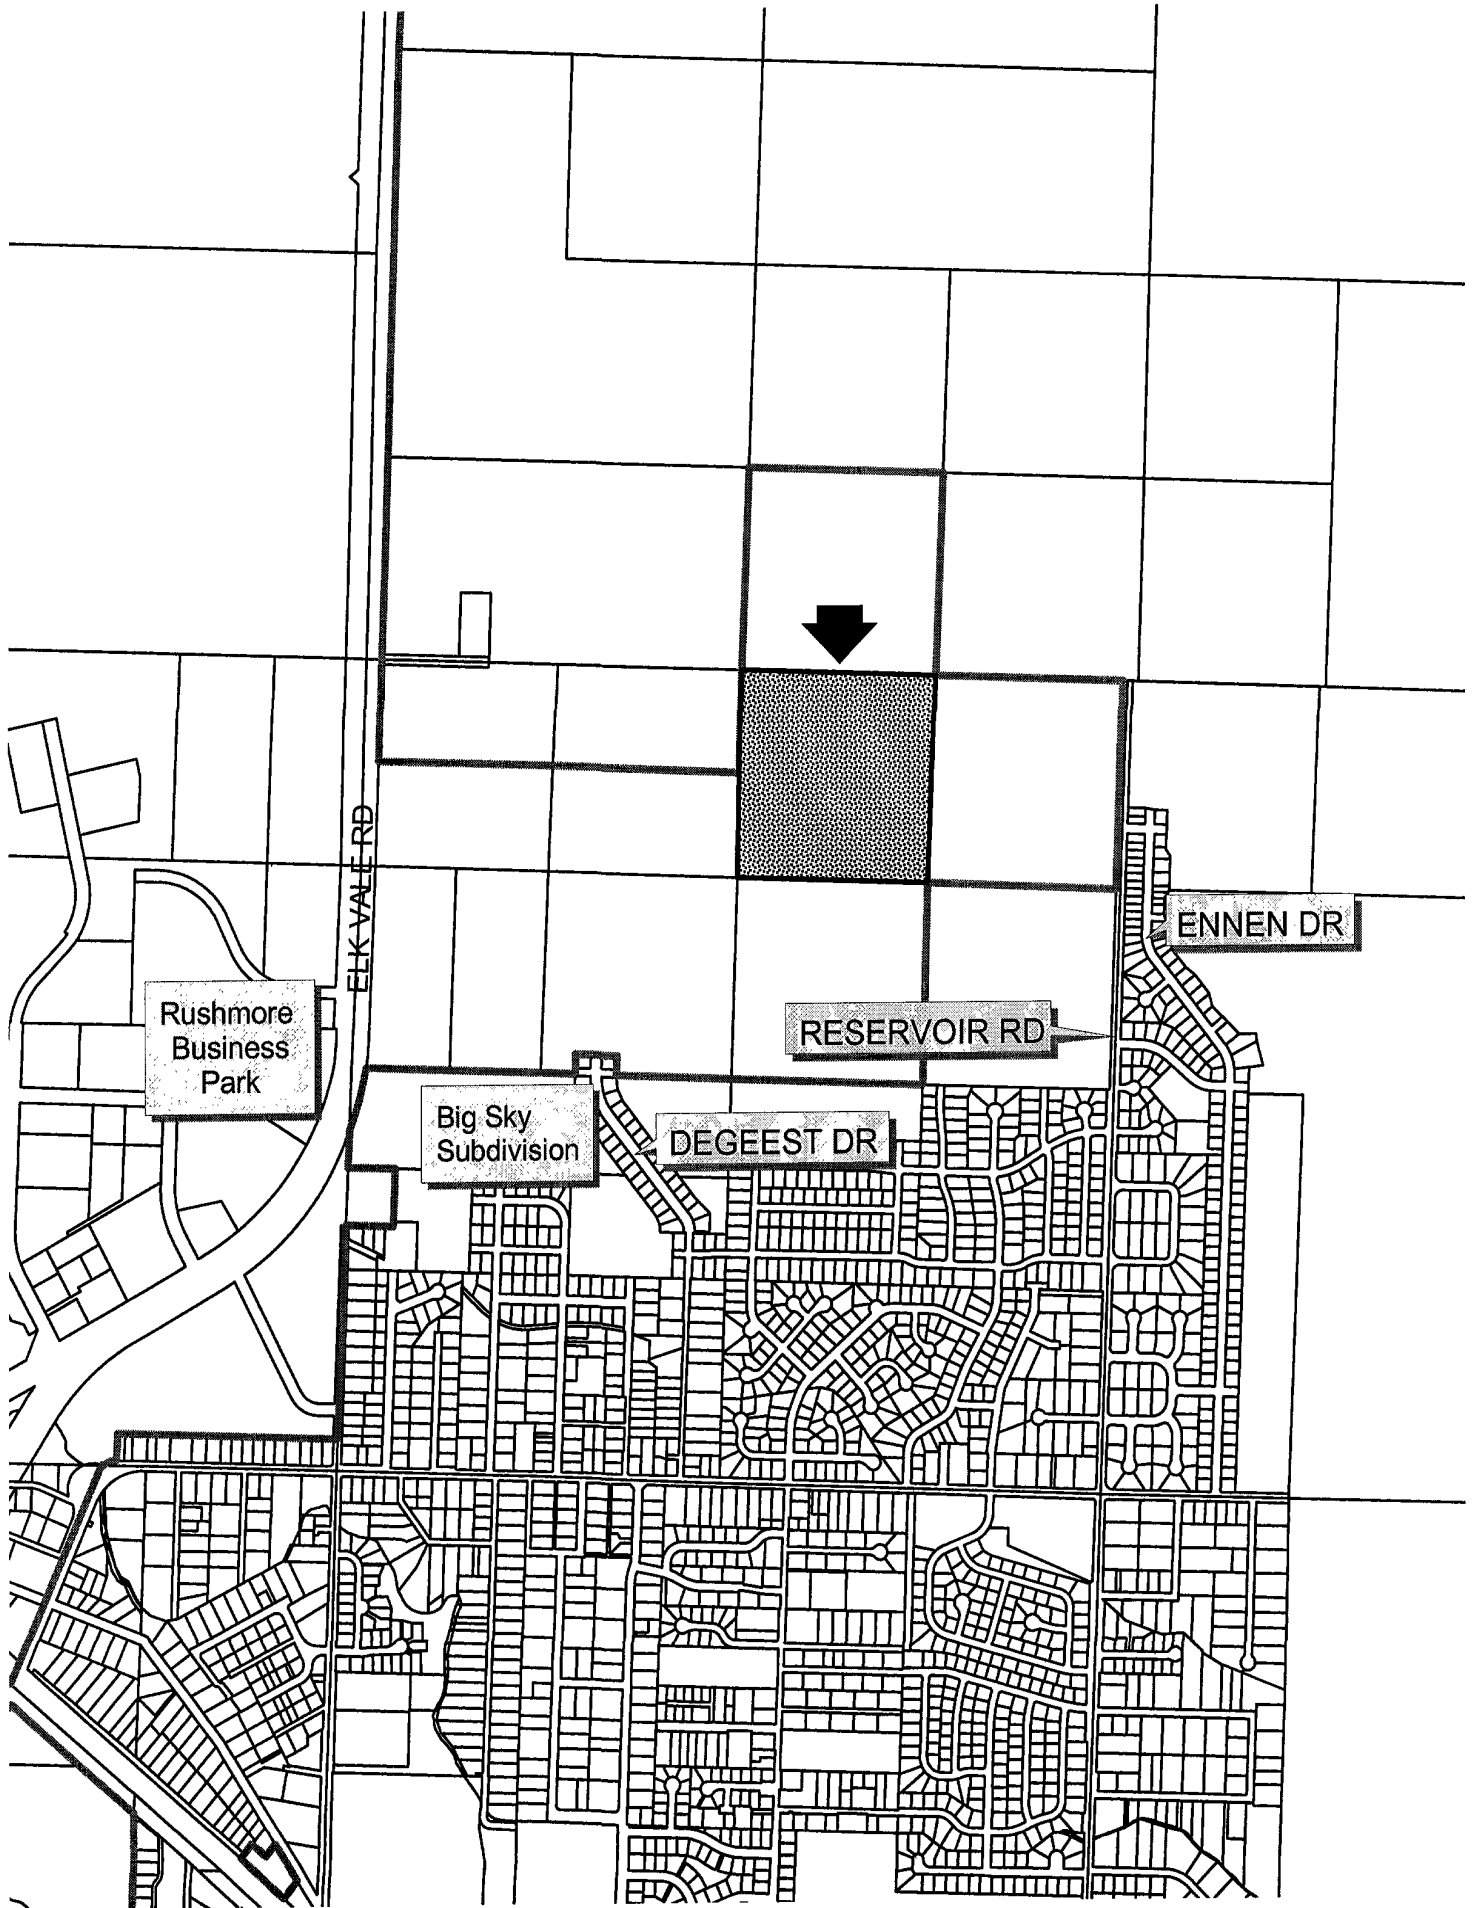 ELK VALE RD
ENNEN DR
Rushmore
Business
Park
RESERVOIR RD
Big Sky
Subdivision
DEGEEST DR